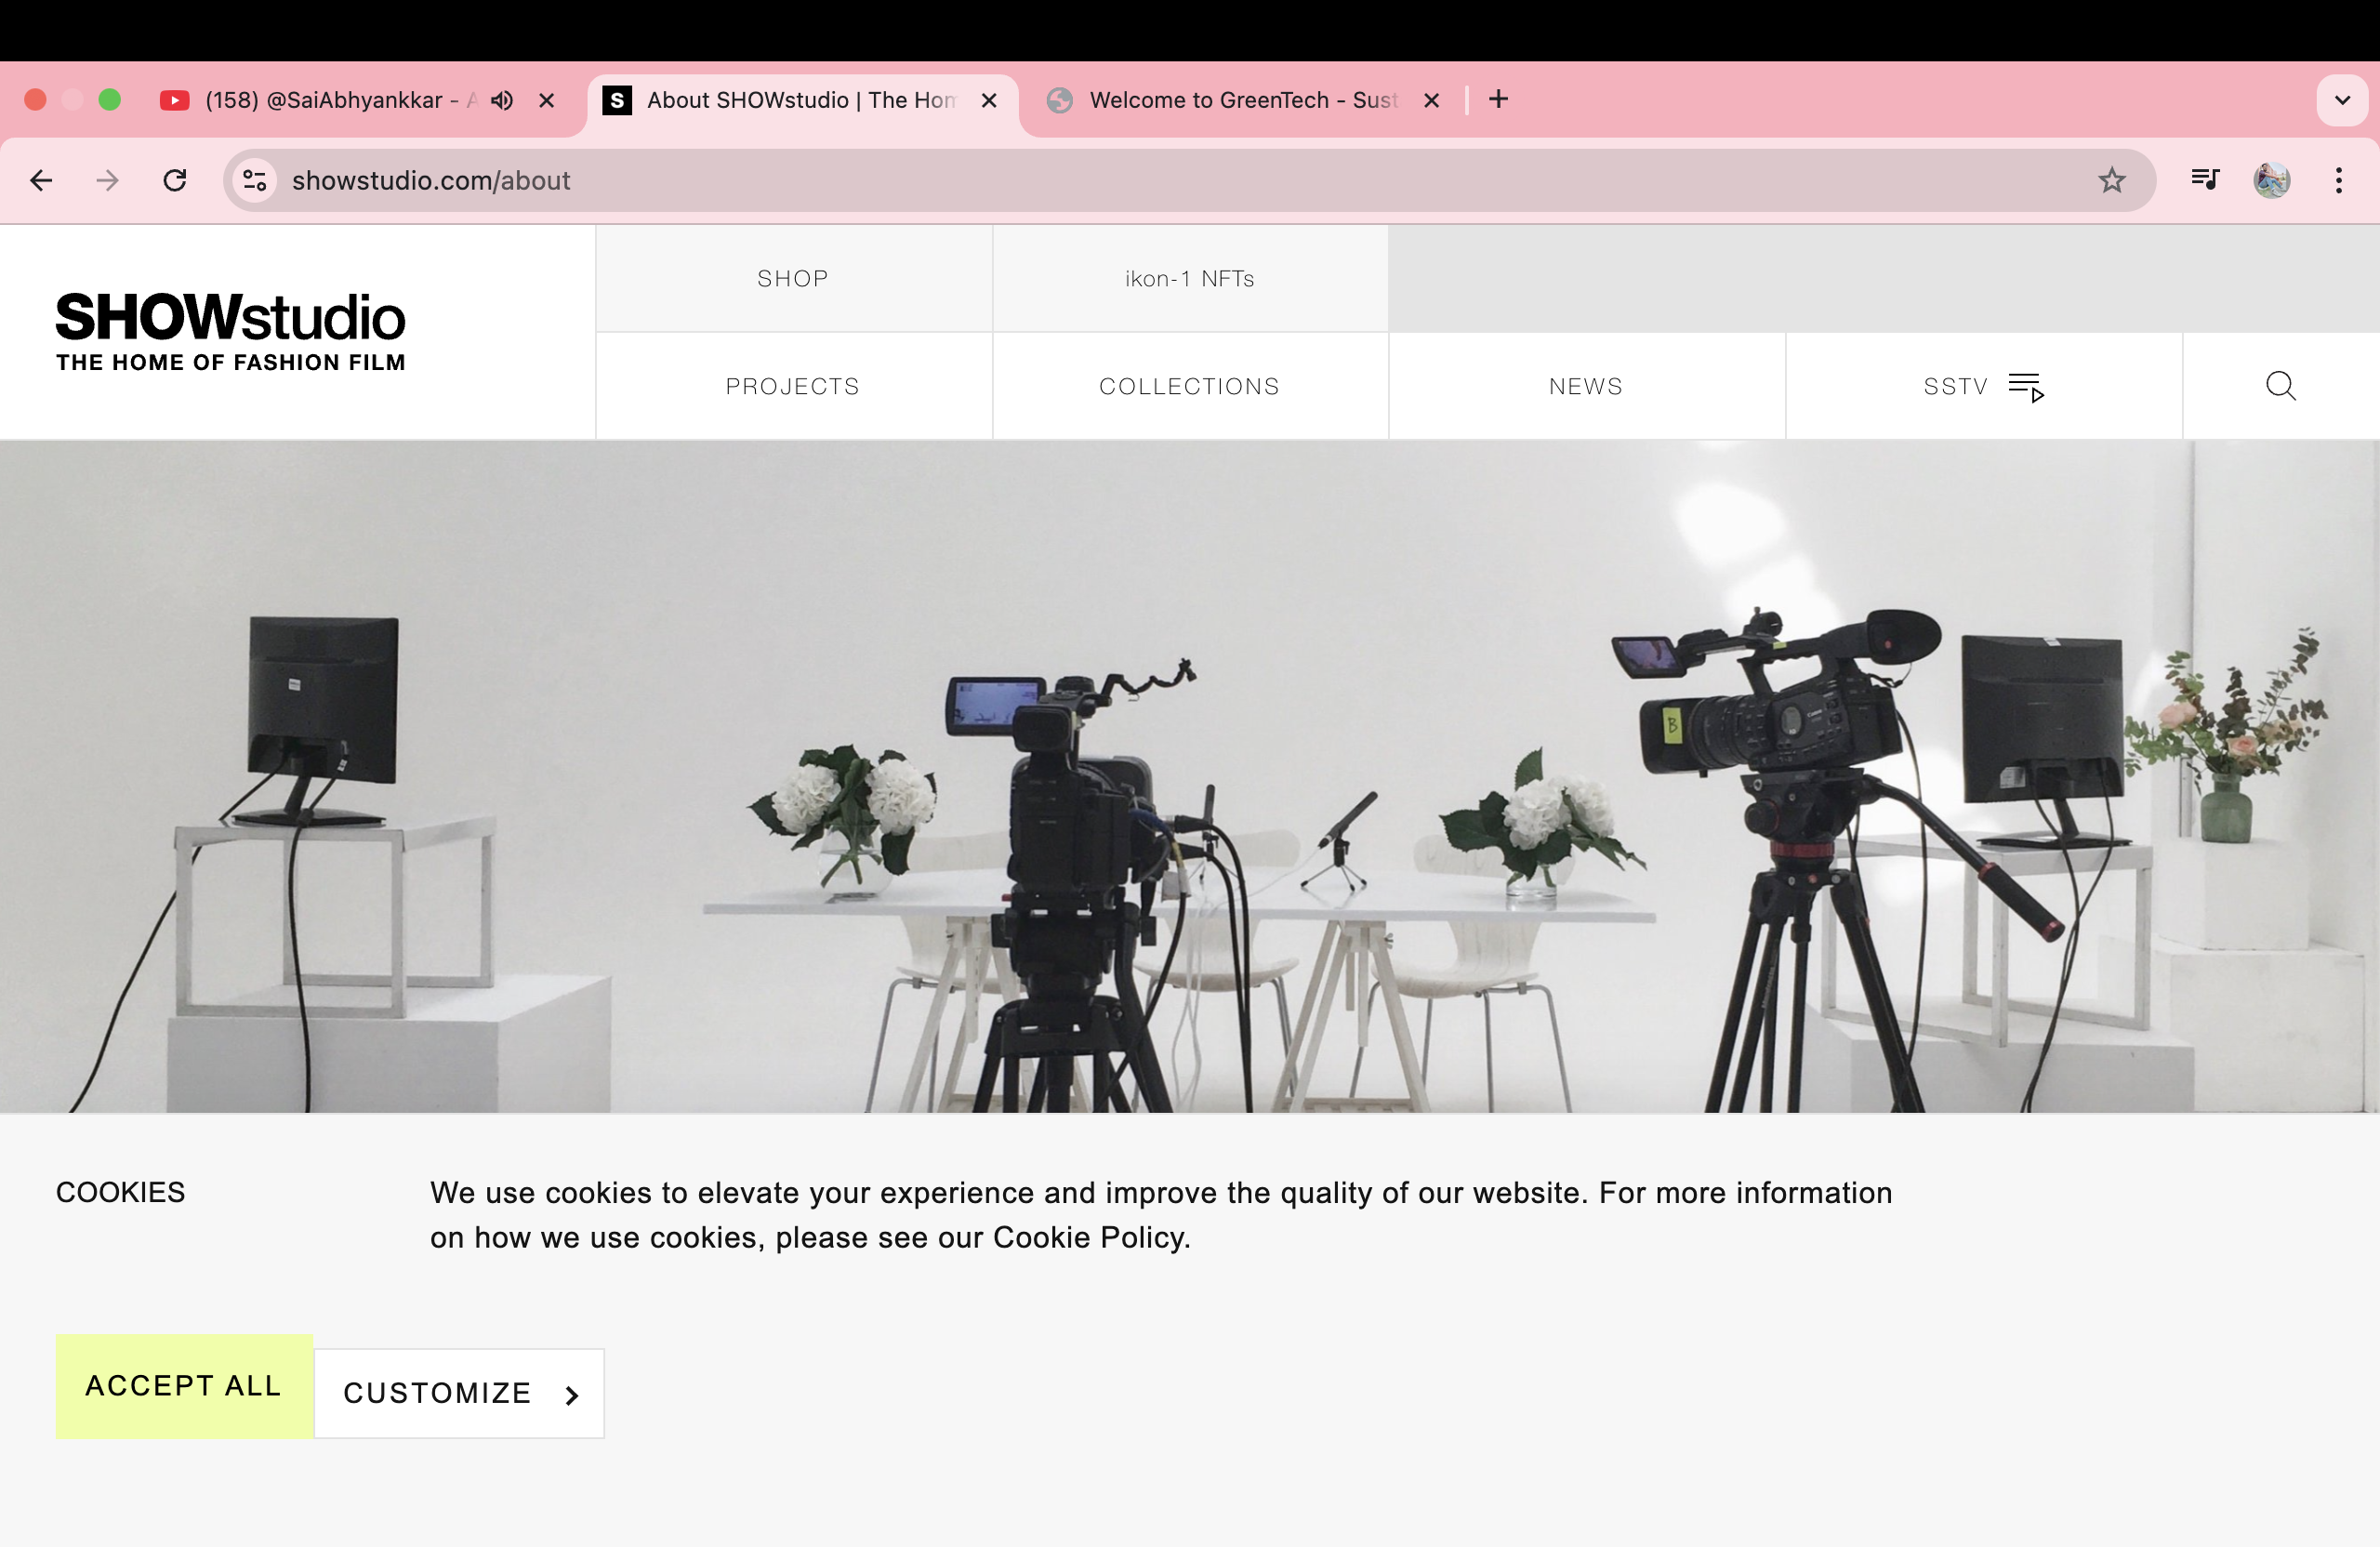 (158) @SaiAbhyankkar -
About SHOWstudio | The Hom
Welcome to GreenTech - Sust
showstudio.com/about
SHOWstudio
THE HOME OF FASHION FILM
SHOP
ikon-1 NFTs
PROJECTS
COLLECTIONS
NEWS
SSTV
B
COOKIES
We use cookies to elevate your experience and improve the quality of our website. For more information
on how we use cookies, please see our Cookie Policy.
ACCEPT ALL
CUSTOMIZE